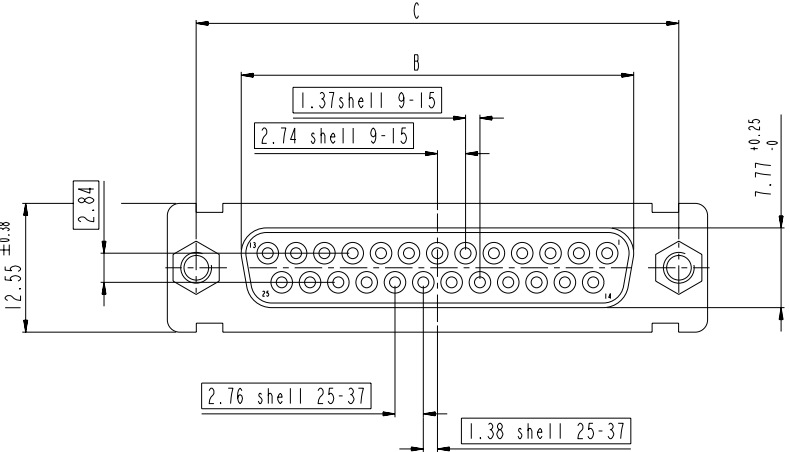 C
B
1.37shell 9-15
2.74 shell 9-15
7.77 +0.25 -0
2.84
12.55 ±0.38
13
1
25
14
2.76 shell 25-37
1.38 shell 25-37